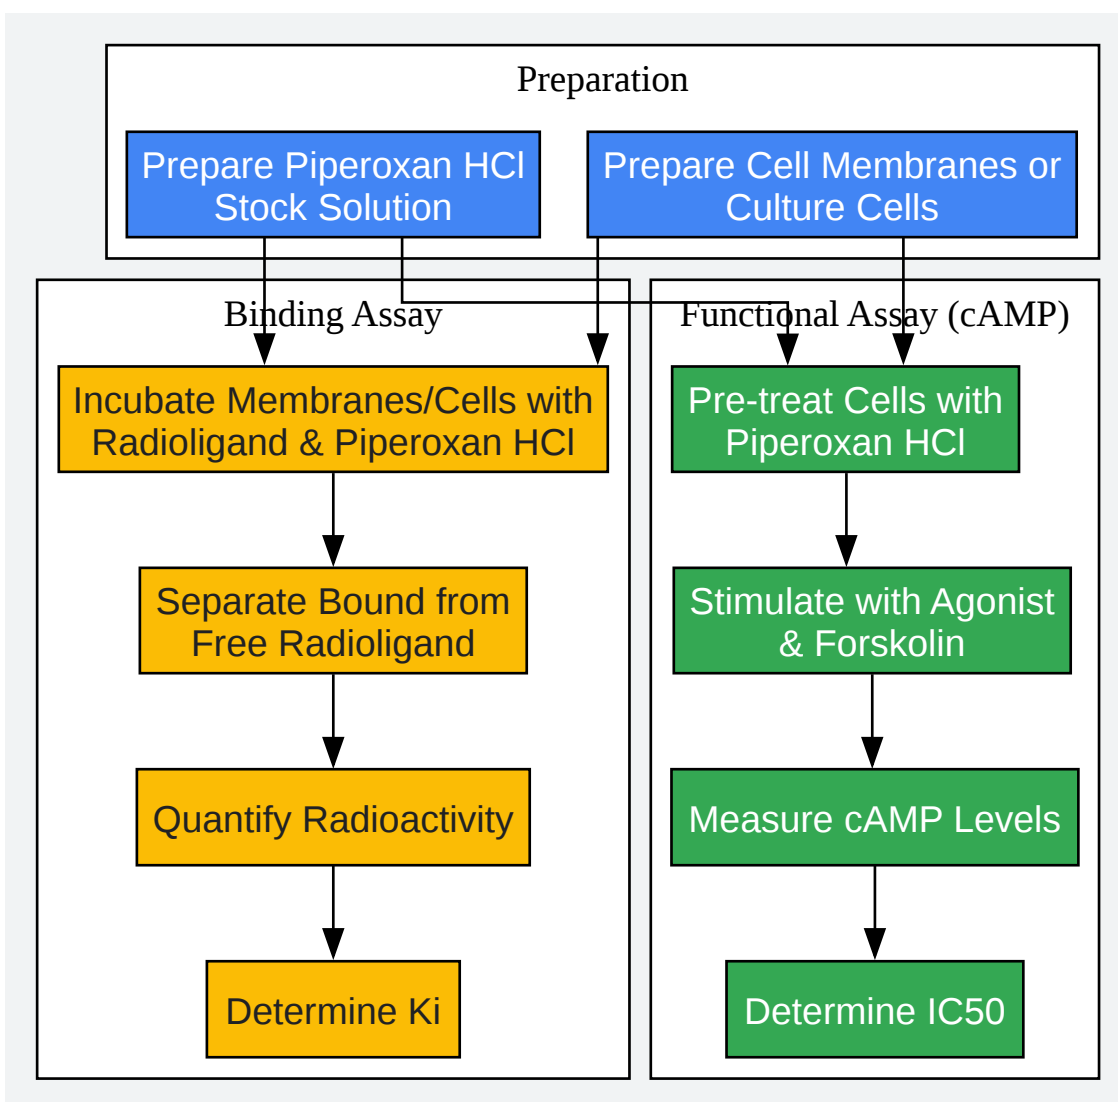 Preparation
Prepare Piperoxan HCl
Stock Solution
Prepare Cell Membranes or
Culture Cells
Binding Assay
Incubate Membranes/Cells with
Radioligand & Piperoxan HCl
Separate Bound from
Free Radioligand
Quantify Radioactivity
Determine Ki
Functional Assay (cAMP)
Pre-treat Cells with
Piperoxan HCl
Stimulate with Agonist
& Forskolin
Measure cAMP Levels
Determine IC50